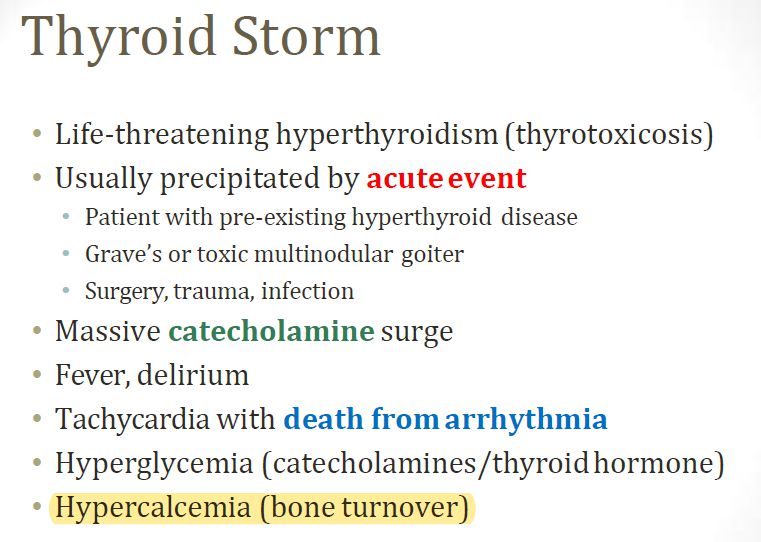 Thyroid Storm
• Life-threatening hyperthyroidism (thyrotoxicosis)
• Usually precipitated by acute event
• Patient with pre-existing hyperthyroid disease
• Grave's or toxic multinodular goiter
• Surgery, trauma, infection
• Massive catecholamine surge
• Fever, delirium
• Tachycardia with death from arrhythmia
• Hyperglycemia (catecholamines/thyroid hormone)
• Hypercalcemia (bone turnover)